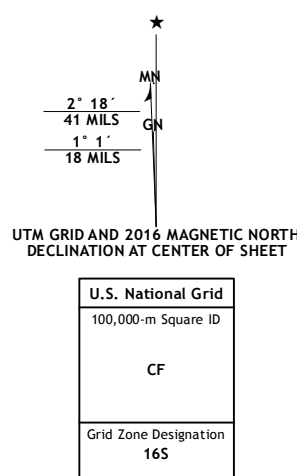 ★
MN
2° 18´
41 MILS
GN
1° 1´
18 MILS
UTM GRID AND 2016 MAGNETIC NORTH
DECLINATION AT CENTER OF SHEET
U.S. National Grid
100,000-m Square ID
CF
Grid Zone Designation
16S